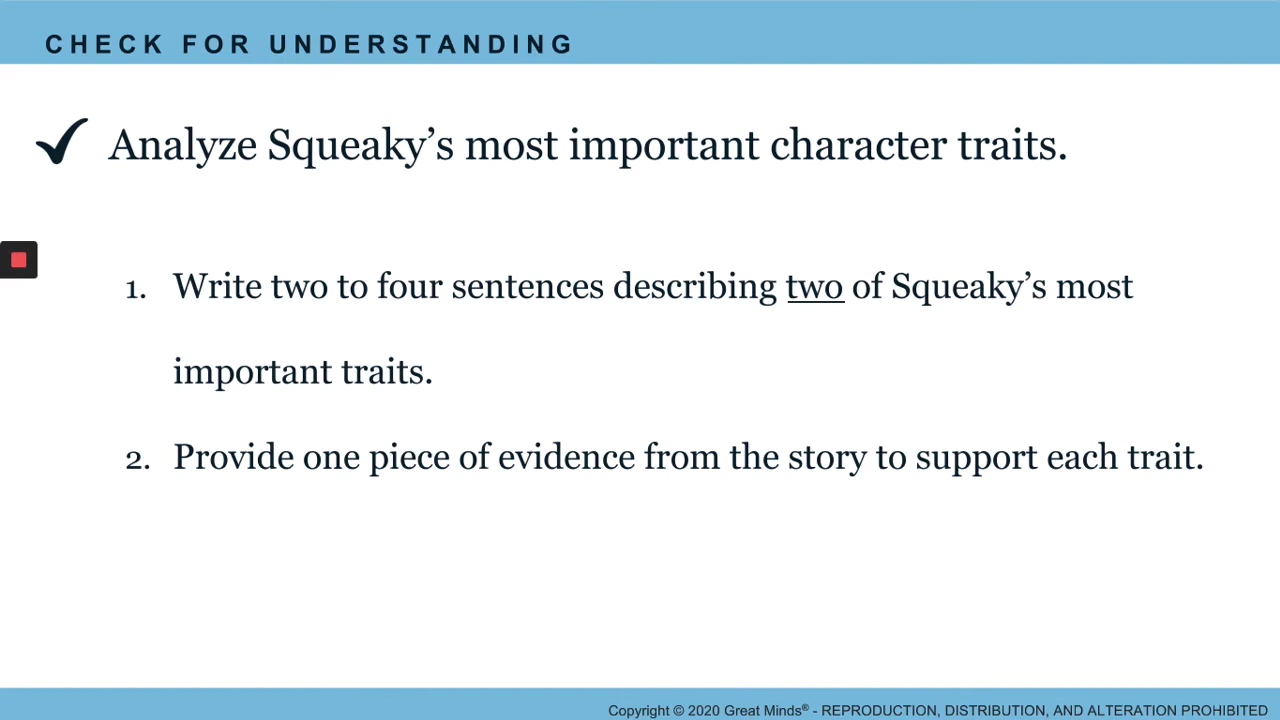 CHECK FOR UNDERSTANDING
Analyze Squeaky’s most important character traits.
1. Write two to four sentences describing two of Squeaky’s most
important traits.
2. Provide one piece of evidence from the story to support each trait.
Copyright © 2020 Great Minds® - REPRODUCTION, DISTRIBUTION, AND ALTERATION PROHIBITED